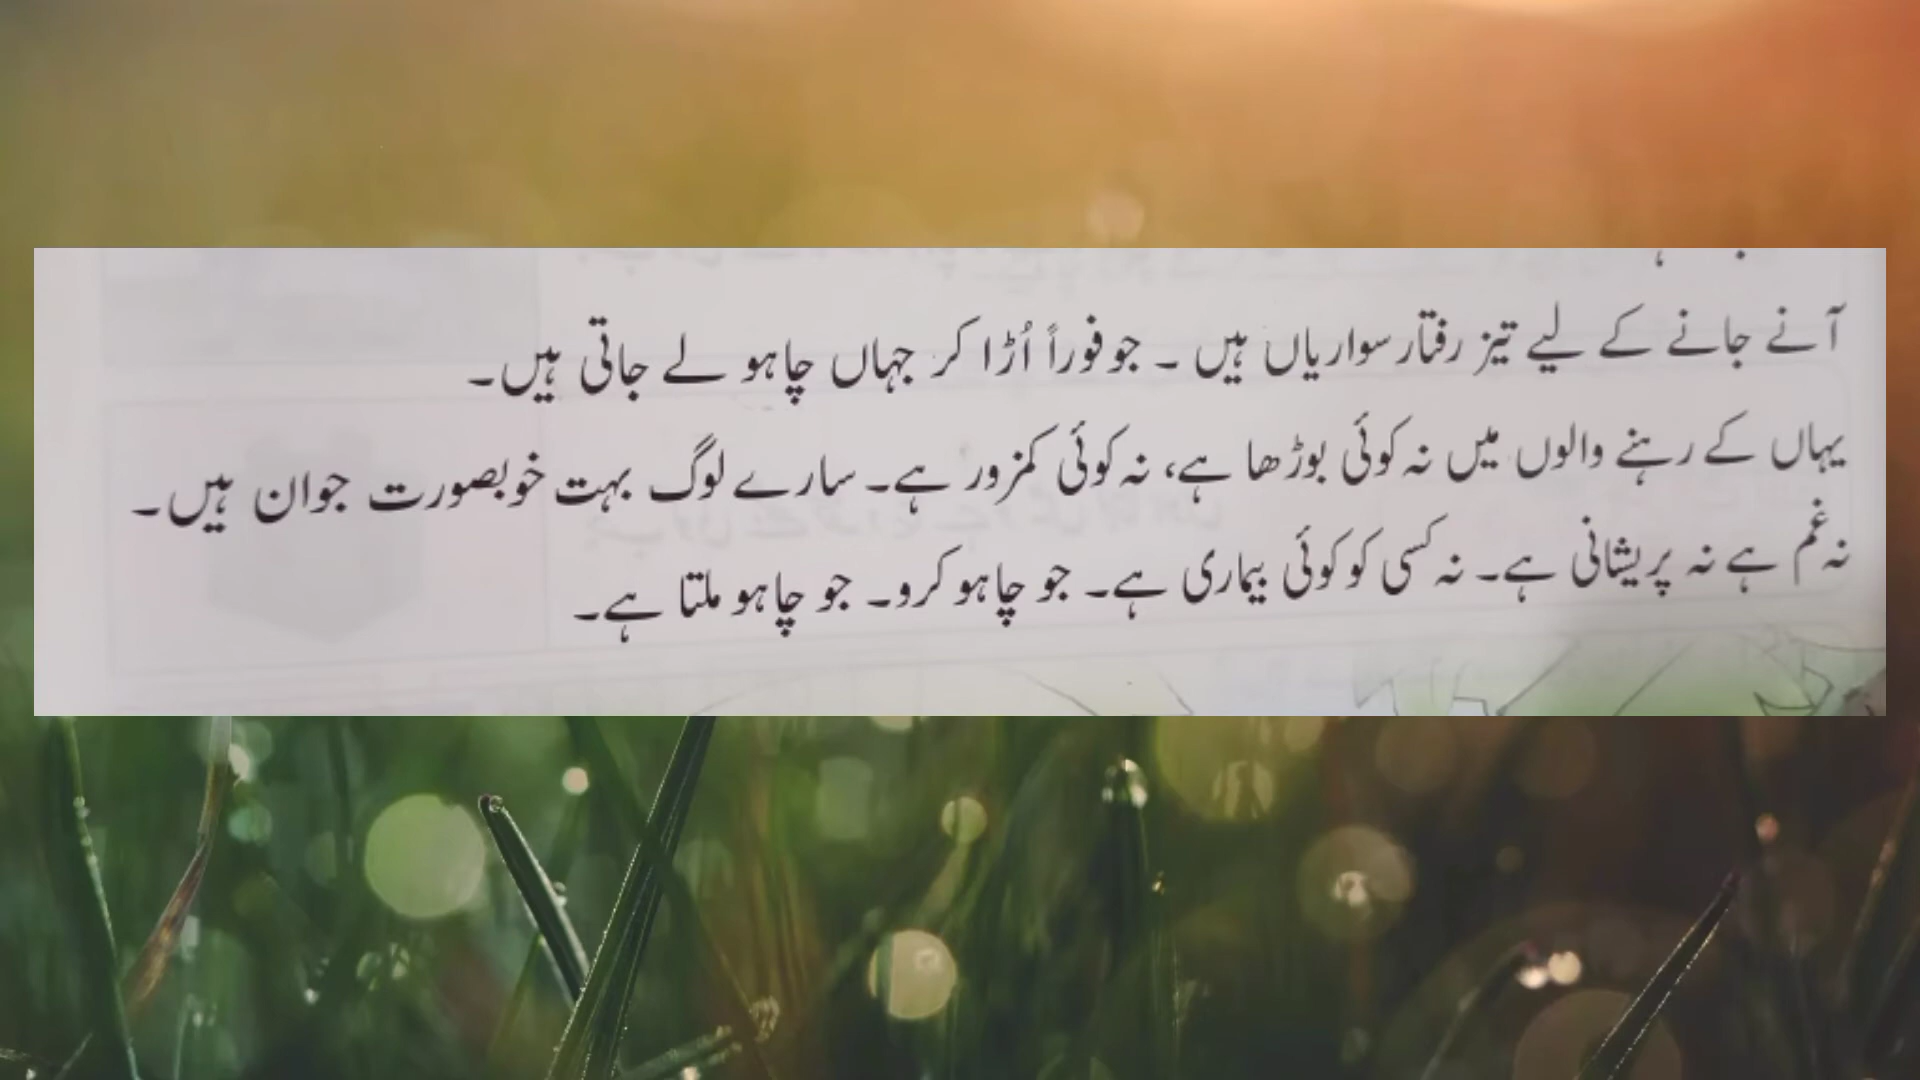 آنے جانے کے لیے تیز رفتار سواریاں ہیں ۔ جو فوراً اُڑا کر جہاں چاہو لے جاتی ہیں۔
یہاں کے رہنے والوں میں نہ کوئی بوڑھا ہے، نہ کوئی کمزور ہے۔ سارے لوگ بہت خوبصورت جوان ہیں۔
نہ غم ہے نہ پریشانی ہے۔ نہ کسی کو کوئی بیماری ہے۔ جو چاہو کرو۔ جو چاہو ملتا ہے۔